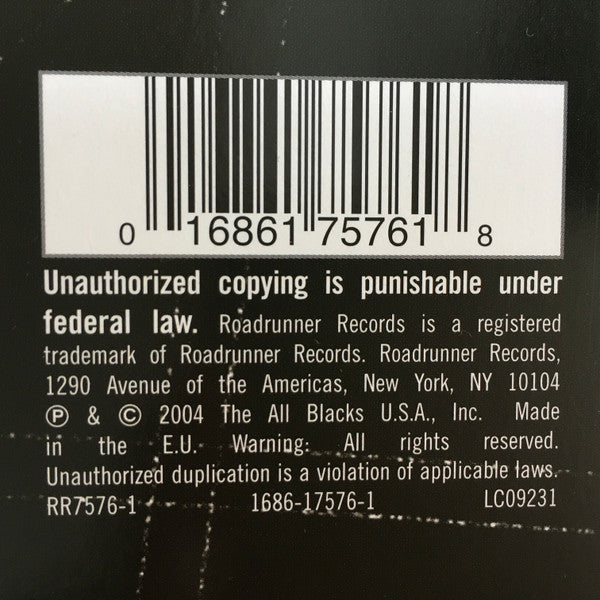 0 16861 75761 8
Unauthorized copying is punishable under
federal law. Roadrunner Records is a registered
trademark of Roadrunner Records. Roadrunner Records,
1290 Avenue of the Americas, New York, NY 10104
℗ & © 2004 The All Blacks U.S.A., Inc. Made
in the E.U. Warning: All rights reserved.
Unauthorized duplication is a violation of applicable laws.
RR7576-1 1686-17576-1 LC09231